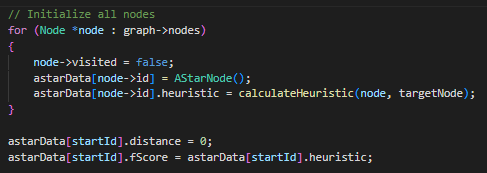 // Initialize all nodes
for (Node *node : graph->nodes)
{
    node->visited = false;
    astarData[node->id] = AStarNode();
    astarData[node->id].heuristic = calculateHeuristic(node, targetNode);
}
astarData[startId].distance = 0;
astarData[startId].fScore = astarData[startId].heuristic;